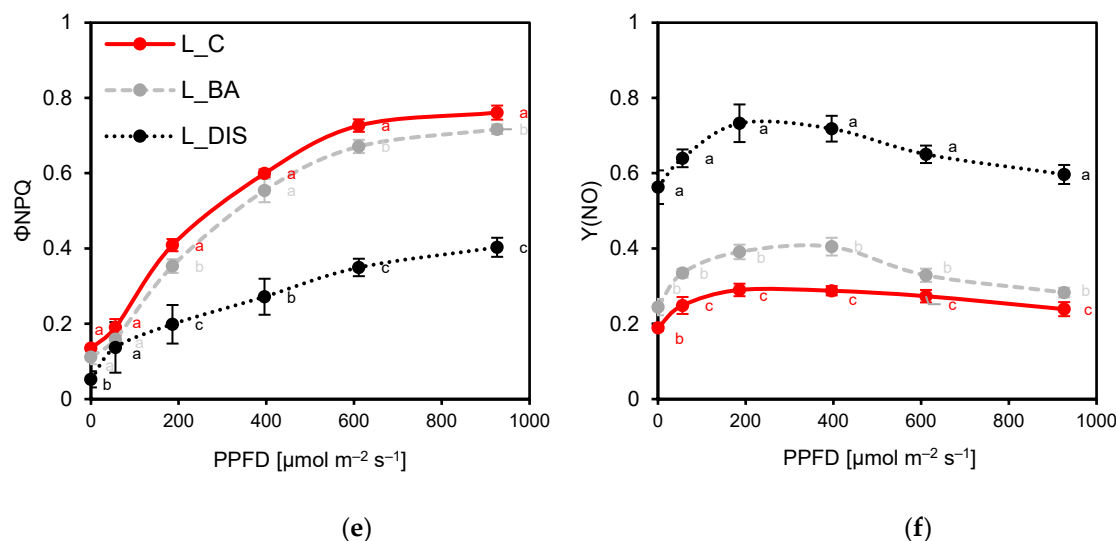 1
0.8
0.6
0.4
0.2
0
ΦNPQ
L_C
L_BA
L_DIS
a a a a a a
a a b a b b
b a c b c c
0 200 400 600 800 1000
PPFD [µmol m⁻² s⁻¹]
(e)
1
0.8
0.6
0.4
0.2
0
Y(NO)
a a a a a a
b b b b b b
b c c c c c
0 200 400 600 800 1000
PPFD [µmol m⁻² s⁻¹]
(f)